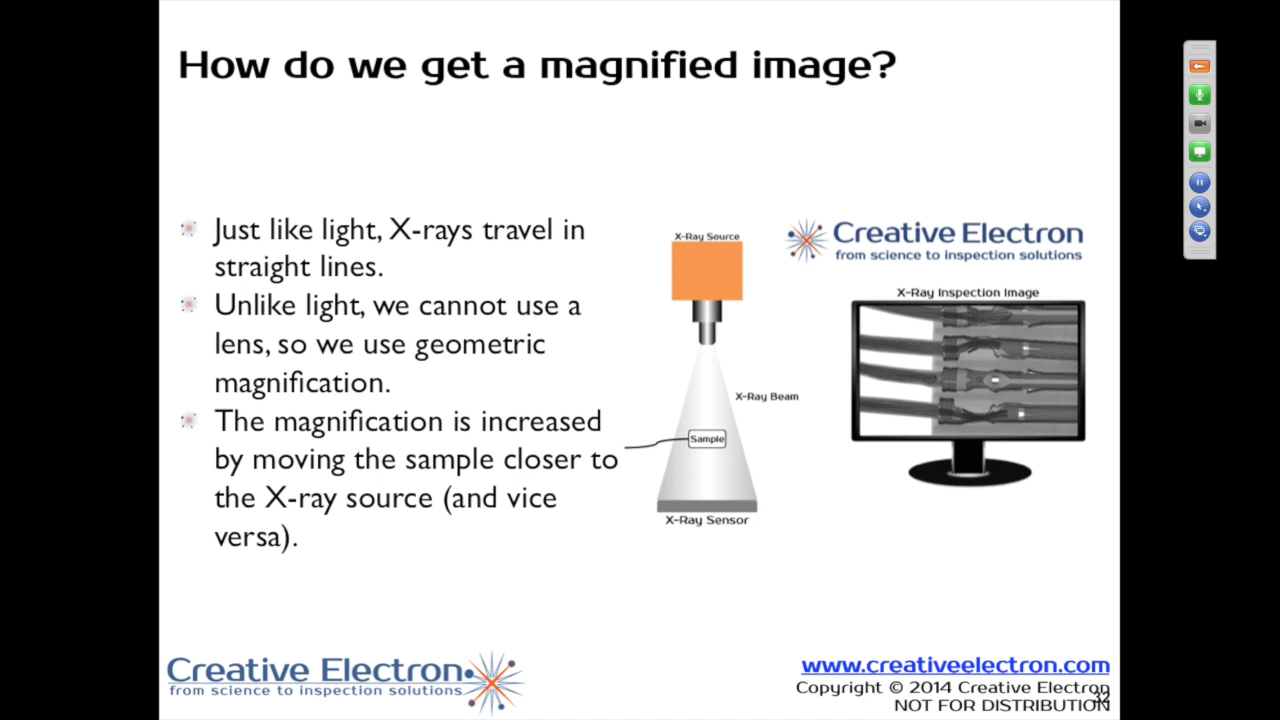 How do we get a magnified image?
Just like light, X-rays travel in
straight lines.
Unlike light, we cannot use a
lens, so we use geometric
magnification.
The magnification is increased
by moving the sample closer to
the X-ray source (and vice
versa).
X-Ray Source
X-Ray Beam
Sample
X-Ray Sensor
Creative Electron
from science to inspection solutions
X-Ray Inspection Image
Creative Electron
from science to inspection solutions
www.creativeelectron.com
Copyright © 2014 Creative Electron
32
NOT FOR DISTRIBUTION